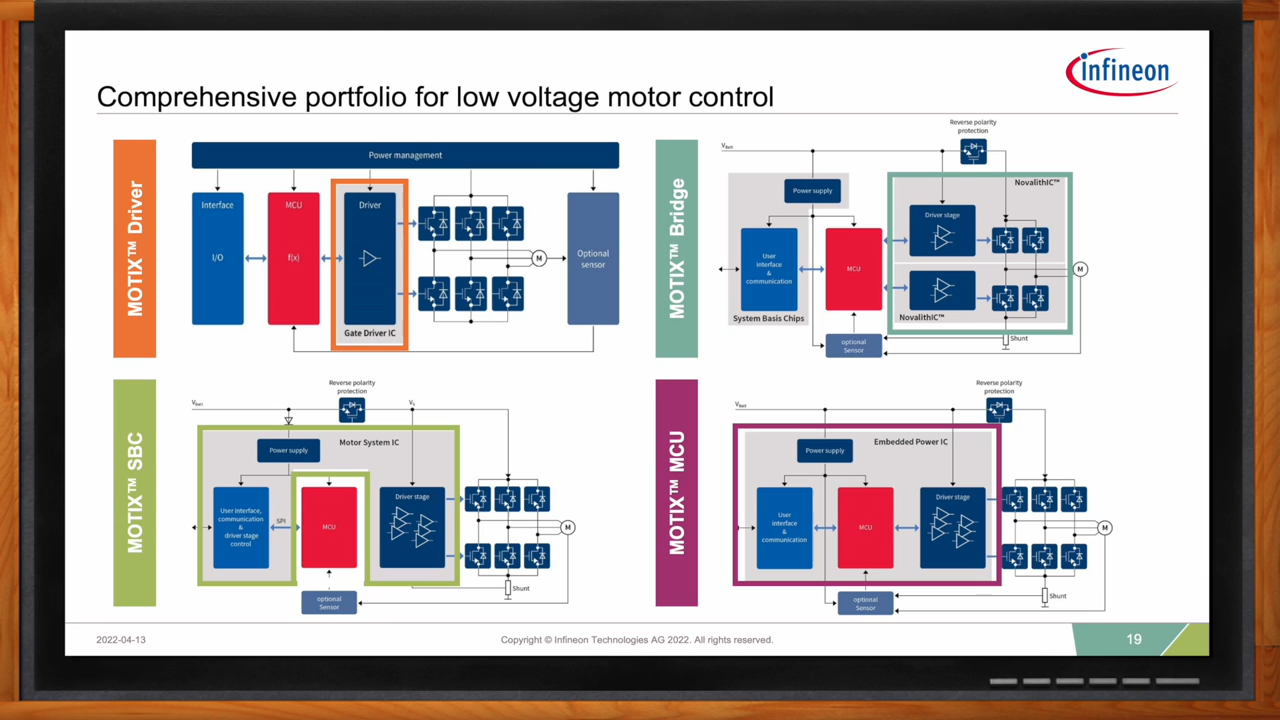 infineon
Comprehensive portfolio for low voltage motor control
MOTIX™ Driver
Power management
Interface
I/O
MCU
f(x)
Driver
Gate Driver IC
M
Optional
sensor
MOTIX™ Bridge
Reverse polarity
protection
VBatt
Power supply
NovalithIC™
Driver stage
User
interface
&
communication
MCU
M
NovalithIC™
System Basis Chips
optional
Sensor
Shunt
MOTIX™ SBC
Reverse polarity
protection
VBatt
Vs
Motor System IC
Power supply
User interface,
communication
&
driver stage
control
SPI
MCU
Driver stage
M
optional
Sensor
Shunt
MOTIX™ MCU
Reverse polarity
protection
VBatt
Embedded Power IC
Power supply
User
interface
&
communication
MCU
Driver stage
M
optional
Sensor
Shunt
2022-04-13
Copyright © Infineon Technologies AG 2022. All rights reserved.
19